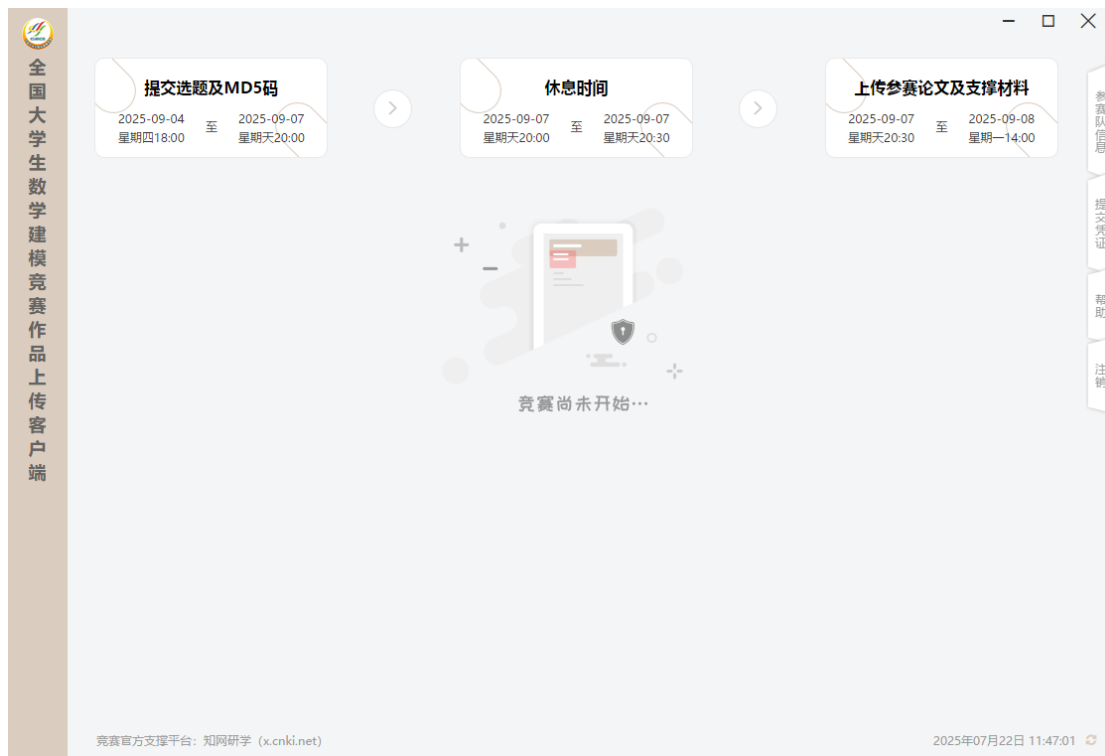 全国大学生数学建模竞赛作品上传客户端
提交选题及MD5码
2025-09-04
星期四18:00
至
2025-09-07
星期天20:00
休息时间
2025-09-07
星期天20:00
至
2025-09-07
星期天20:30
上传参赛论文及支撑材料
2025-09-07
星期天20:30
至
2025-09-08
星期一14:00
参赛队信息
提交凭证
帮助
注销
竞赛尚未开始…
竞赛官方支撑平台：知网研学（x.cnki.net）
2025年07月22日 11:47:01